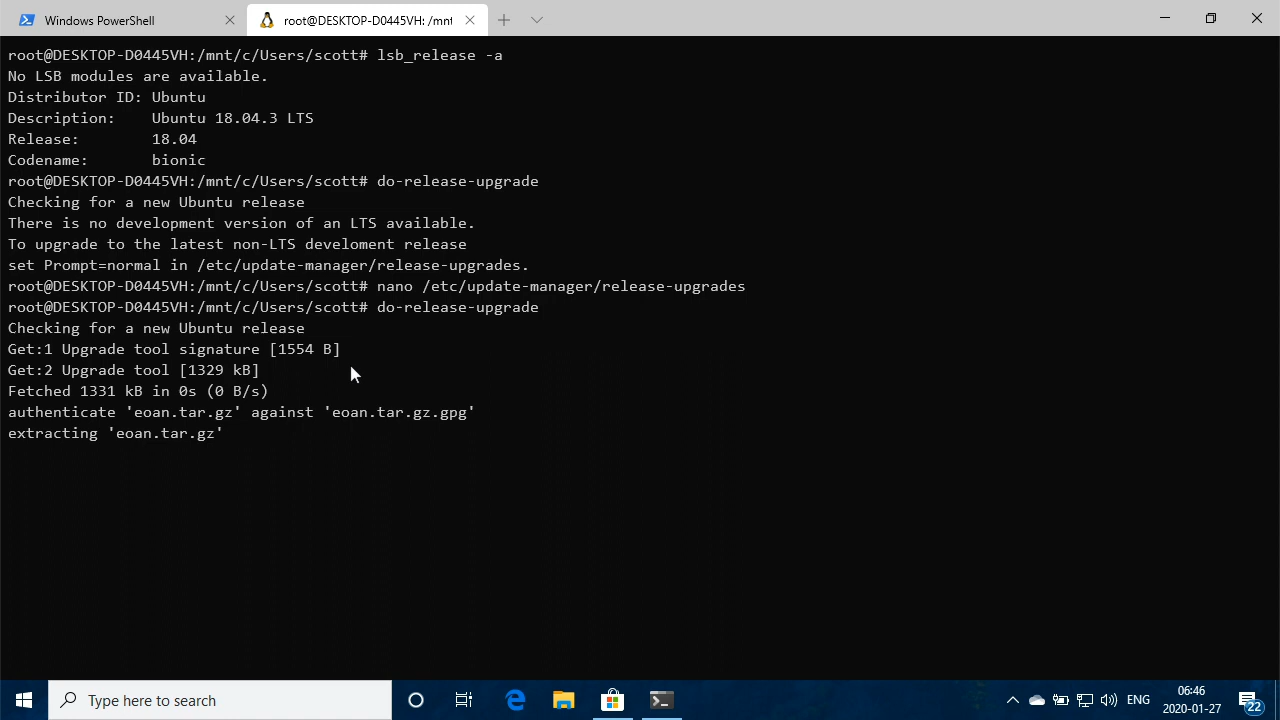 Windows PowerShell
root@DESKTOP-D0445VH: /mnt
root@DESKTOP-D0445VH:/mnt/c/Users/scott# lsb_release -a
No LSB modules are available.
Distributor ID: Ubuntu
Description:    Ubuntu 18.04.3 LTS
Release:        18.04
Codename:       bionic
root@DESKTOP-D0445VH:/mnt/c/Users/scott# do-release-upgrade
Checking for a new Ubuntu release
There is no development version of an LTS available.
To upgrade to the latest non-LTS develoment release
set Prompt=normal in /etc/update-manager/release-upgrades.
root@DESKTOP-D0445VH:/mnt/c/Users/scott# nano /etc/update-manager/release-upgrades
root@DESKTOP-D0445VH:/mnt/c/Users/scott# do-release-upgrade
Checking for a new Ubuntu release
Get:1 Upgrade tool signature [1554 B]
Get:2 Upgrade tool [1329 kB]
Fetched 1331 kB in 0s (0 B/s)
authenticate 'eoan.tar.gz' against 'eoan.tar.gz.gpg'
extracting 'eoan.tar.gz'
Type here to search
ENG
06:46
2020-01-27
22